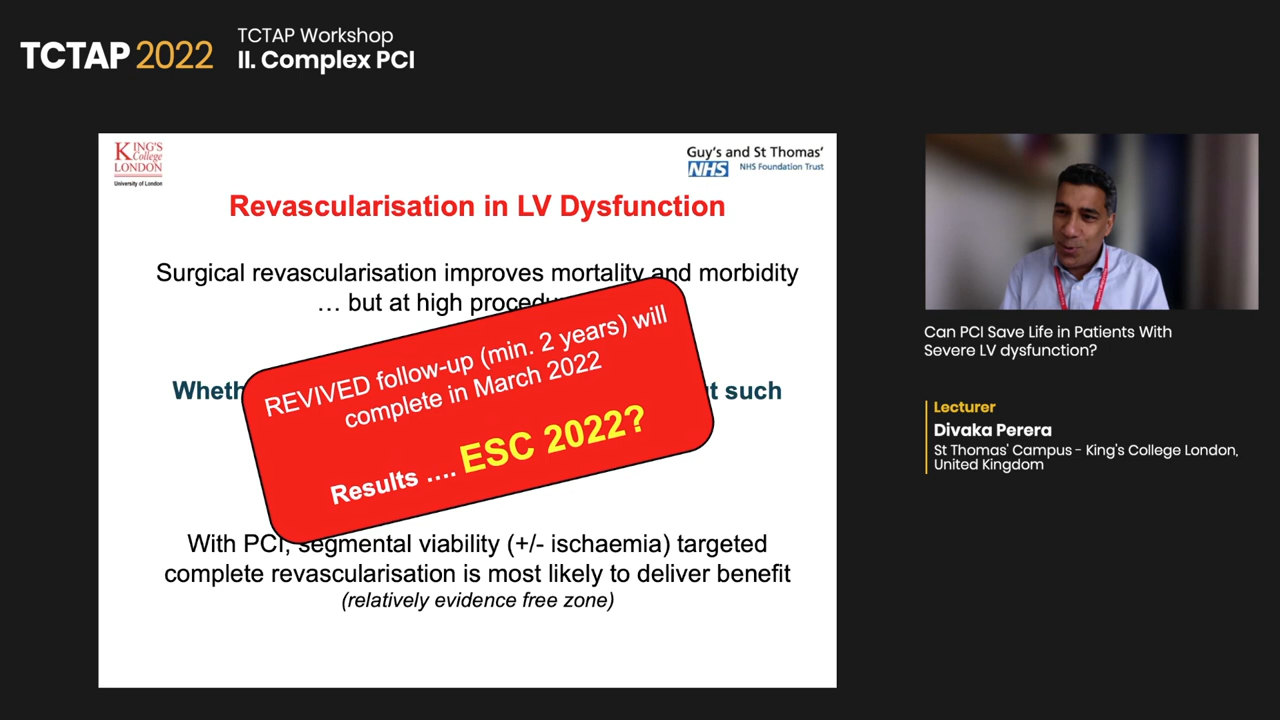 TCTAP 2022
TCTAP Workshop
II. Complex PCI
KING'S
College
LONDON
University of London
Guy's and St Thomas'
NHS
NHS Foundation Trust
Revascularisation in LV Dysfunction
Surgical revascularisation improves mortality and morbidity
… but at high
such
REVIVED follow-up (min. 2 years) will
complete in March 2022
Results .... ESC 2022?
With PCI, segmental viability (+/- ischaemia) targeted
complete revascularisation is most likely to deliver benefit
(relatively evidence free zone)
Can PCI Save Life in Patients With
Severe LV dysfunction?
Lecturer
Divaka Perera
St Thomas' Campus - King's College London,
United Kingdom